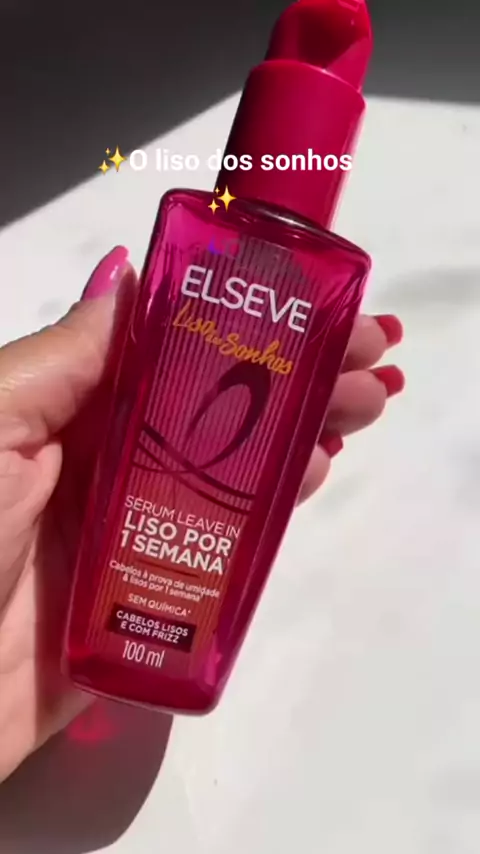 ✨O liso dos sonhos
✨
ELSEVE
Liso dos Sonhos
SÉRUM LEAVE IN
LISO POR
1 SEMANA
Cabelos à prova de umidade
& lisos por 1 semana
SEM QUÍMICA*
CABELOS LISOS
E COM FRIZZ
100 ml